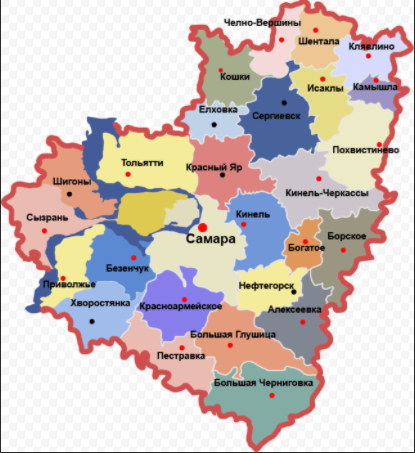 Челно-Вершины
Шентала
Клявлино
Кошки
Исаклы
Камышла
Елховка
Сергиевск
Похвистинево
Тольятти
Красный Яр
Шигоны
Кинель-Черкассы
Сызрань
Кинель
Самара
Борское
Богатое
Безенчук
Приволжье
Нефтегорск
Хворостянка
Красноармейское
Алексеевка
Большая Глушица
Пестравка
Большая Черниговка